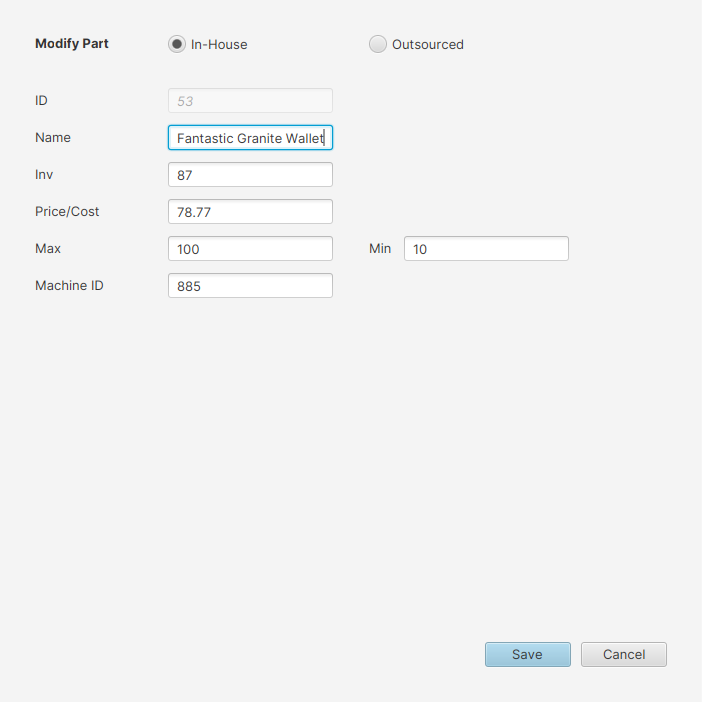 Modify Part In-House Outsourced
ID 53
Name Fantastic Granite Wallet
Inv 87
Price/Cost 78.77
Max 100 Min 10
Machine ID 885
Save Cancel